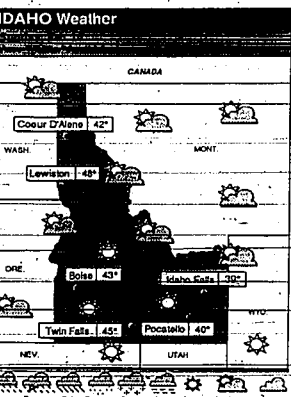 IDAHO Weather
CANADA
Coeur D'Alene 42°
WASH.
MONT.
Lewiston 48°
ORE.
Boise 43°
Idaho Falls 39°
WYO.
Twin Falls 45°
Pocatello 40°
NEV.
UTAH